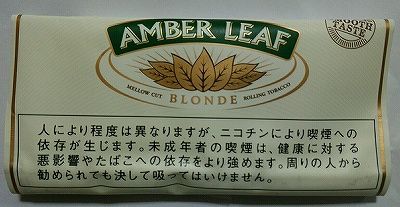 SMOOTH
TASTE
AMBER LEAF
MELLOW CUT BLONDE ROLLING TOBACCO
人により程度は異なりますが、ニコチンにより喫煙への
依存が生じます。未成年者の喫煙は、健康に対する
悪影響やたばこへの依存をより強めます。周りの人から
勧められても決して吸ってはいけません。